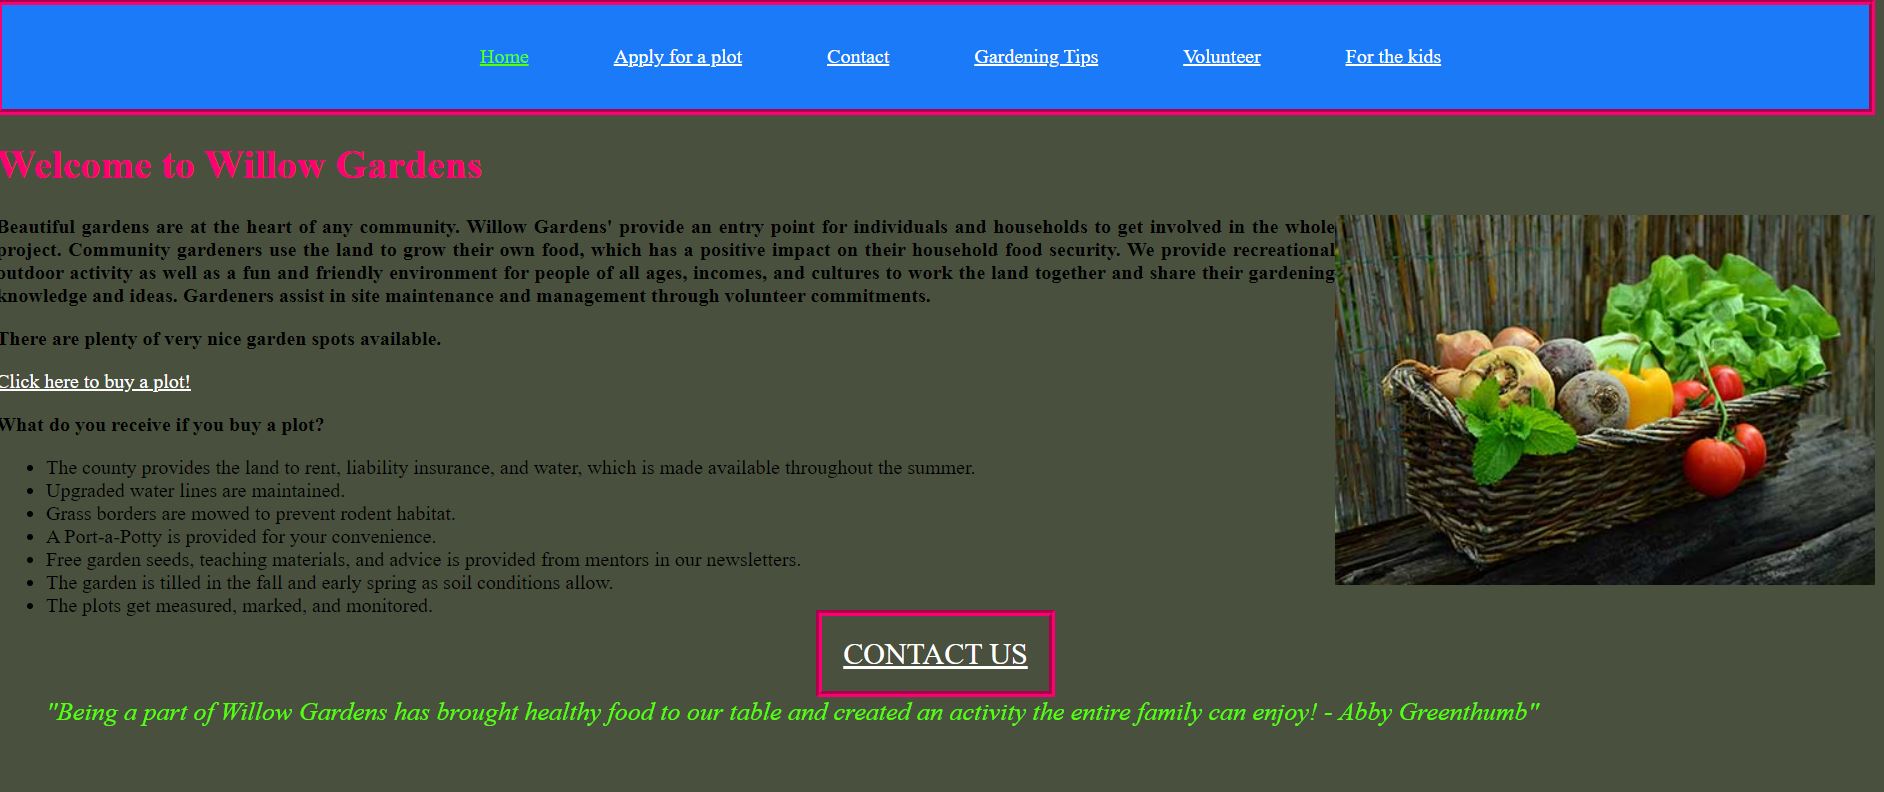 Home Apply for a plot Contact Gardening Tips Volunteer For the kids
Welcome to Willow Gardens
Beautiful gardens are at the heart of any community. Willow Gardens' provide an entry point for individuals and households to get involved in the whole
project. Community gardeners use the land to grow their own food, which has a positive impact on their household food security. We provide recreational
outdoor activity as well as a fun and friendly environment for people of all ages, incomes, and cultures to work the land together and share their gardening
knowledge and ideas. Gardeners assist in site maintenance and management through volunteer commitments.
There are plenty of very nice garden spots available.
Click here to buy a plot!
What do you receive if you buy a plot?
• The county provides the land to rent, liability insurance, and water, which is made available throughout the summer.
• Upgraded water lines are maintained.
• Grass borders are mowed to prevent rodent habitat.
• A Port-a-Potty is provided for your convenience.
• Free garden seeds, teaching materials, and advice is provided from mentors in our newsletters.
• The garden is tilled in the fall and early spring as soil conditions allow.
• The plots get measured, marked, and monitored.
CONTACT US
"Being a part of Willow Gardens has brought healthy food to our table and created an activity the entire family can enjoy! - Abby Greenthumb"